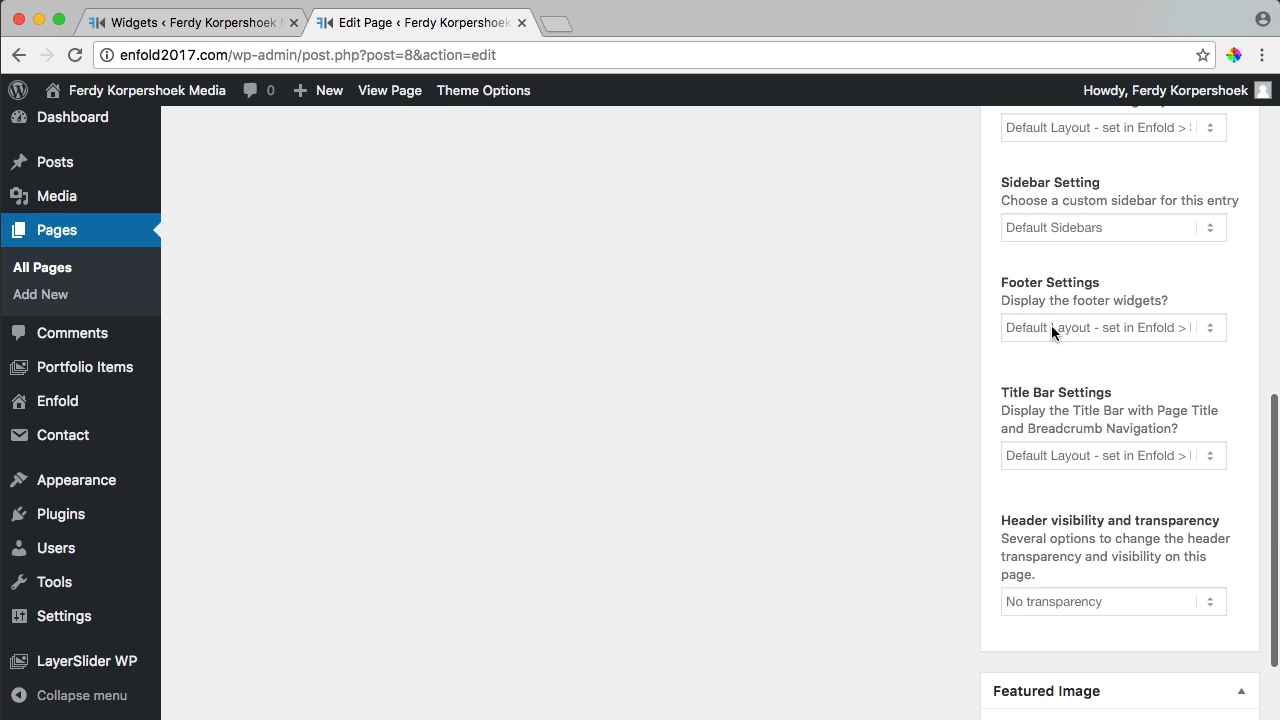 Widgets ‹ Ferdy Korpershoek
Edit Page ‹ Ferdy Korpershoek
enfold2017.com/wp-admin/post.php?post=8&action=edit
Ferdy Korpershoek Media
0
New
View Page
Theme Options
Howdy, Ferdy Korpershoek
Dashboard
Posts
Media
Pages
All Pages
Add New
Comments
Portfolio Items
Enfold
Contact
Appearance
Plugins
Users
Tools
Settings
LayerSlider WP
Collapse menu
Default Layout - set in Enfold >
Sidebar Setting
Choose a custom sidebar for this entry
Default Sidebars
Footer Settings
Display the footer widgets?
Default Layout - set in Enfold >
Title Bar Settings
Display the Title Bar with Page Title
and Breadcrumb Navigation?
Default Layout - set in Enfold >
Header visibility and transparency
Several options to change the header
transparency and visibility on this
page.
No transparency
Featured Image